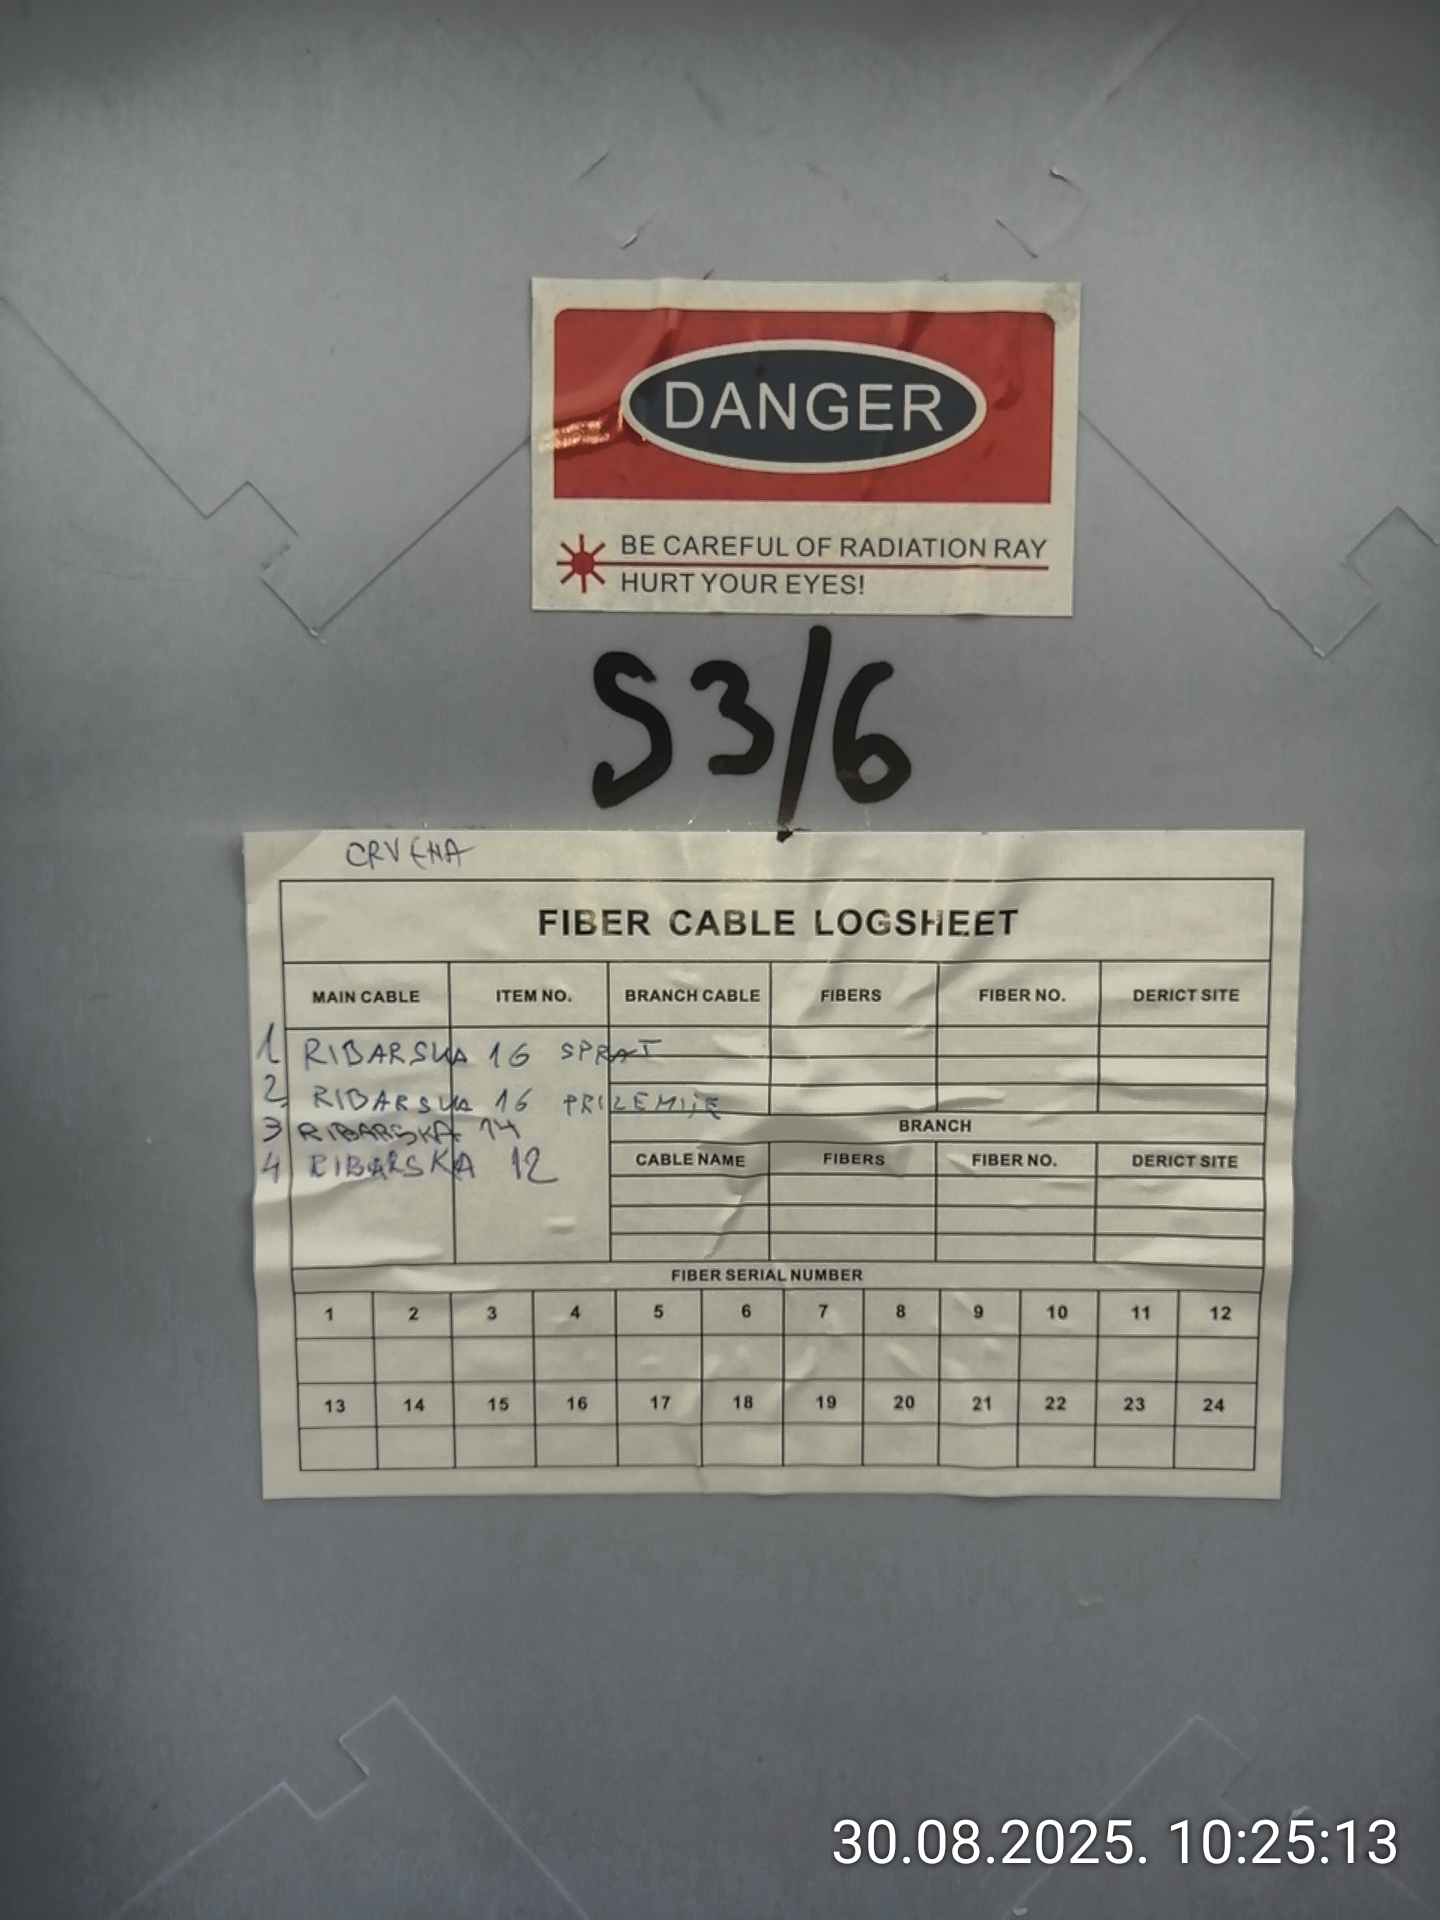 DANGER
BE CAREFUL OF RADIATION RAY
HURT YOUR EYES!
S3/6
CRVENA
FIBER CABLE LOGSHEET
MAIN CABLE ITEM NO. BRANCH CABLE FIBERS FIBER NO. DERICT SITE
1 RIBARSKA 16 SPRAT
2 RIBARSKA 16 PRIZEMIJE
3 RIBARSKA 14
4 RIBARSKA 12
BRANCH
CABLE NAME FIBERS FIBER NO. DERICT SITE
FIBER SERIAL NUMBER
1 2 3 4 5 6 7 8 9 10 11 12
13 14 15 16 17 18 19 20 21 22 23 24
30.08.2025. 10:25:13